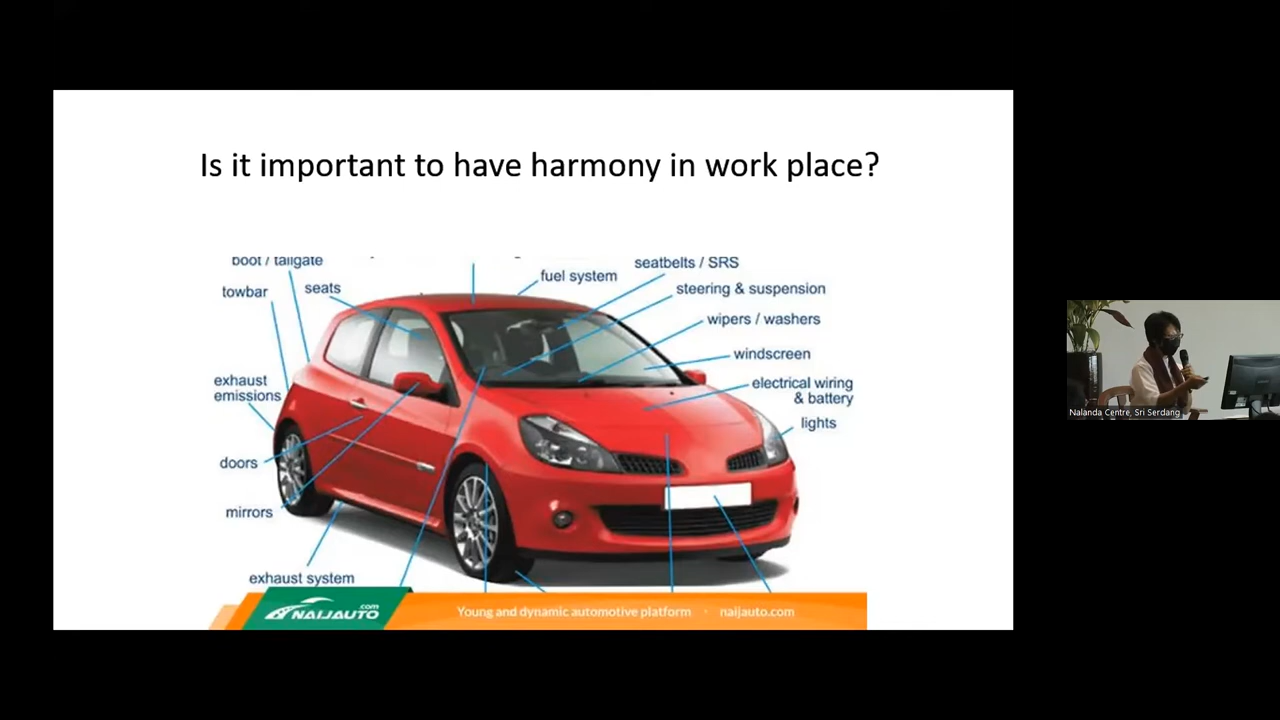 Is it important to have harmony in work place?
boot / tailgate
seatbelts / SRS
fuel system
towbar
seats
steering & suspension
wipers / washers
windscreen
exhaust
emissions
electrical wiring
& battery
lights
doors
mirrors
exhaust system
NAIJAUTO
.com
Young and dynamic automotive platform · naijauto.com
Nalanda Centre, Sri Serdang